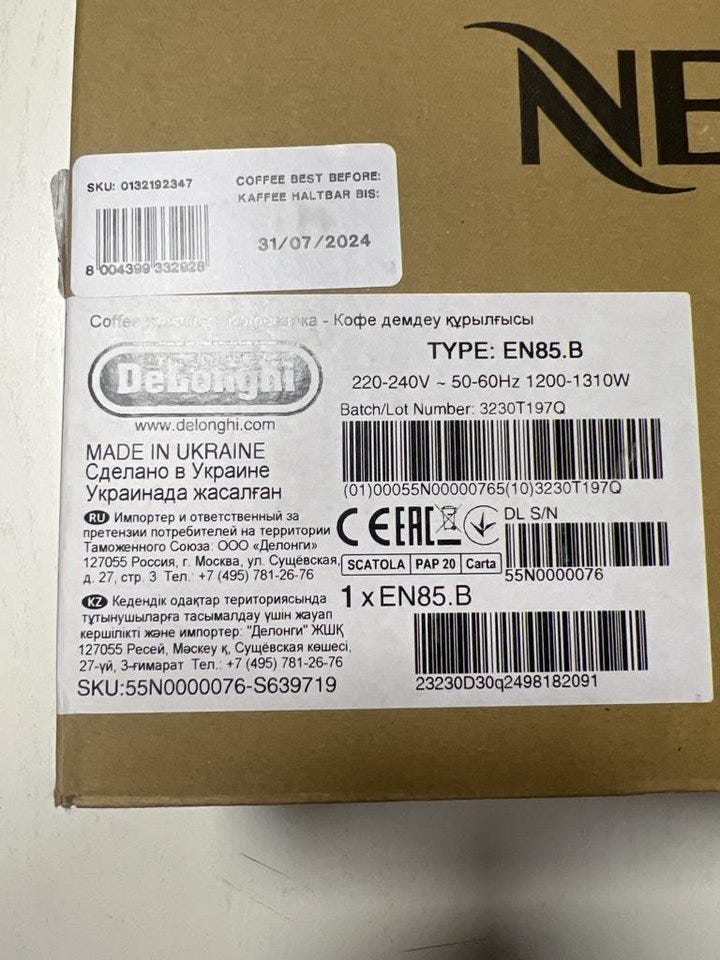 NE
SKU: 0132192347
COFFEE BEST BEFORE:
KAFFEE HALTBAR BIS:
31/07/2024
8 004399 332928
Coffee - Кофе демдеу құрылғысы
DeLonghi
www.delonghi.com
TYPE: EN85.B
220-240V ~ 50-60Hz 1200-1310W
Batch/Lot Number: 3230T197Q
(01)00055N00000765(10)3230T197Q
MADE IN UKRAINE
Сделано в Украине
Украинада жасалған
RU Импортер и ответственный за
претензии потребителей на территории
Таможенного Союза: ООО «Делонги»
127055 Россия, г. Москва, ул. Сущёвская,
д. 27, стр. 3 Тел.: +7 (495) 781-26-76
CE EAC
DL S/N
55N0000076
SCATOLA PAP 20 Carta
1 x EN85.B
23230D30q2498182091
KZ Кедендік одақтар териториясында
тұтынушыларға тасымалдау үшін жауап
кершілікті және импортер: "Делонги" ЖШҚ
127055 Ресей, Мәскеу қ, Сущёвская көшесі,
27-үй, 3-ғимарат Тел.: +7 (495) 781-26-76
SKU:55N0000076-S639719